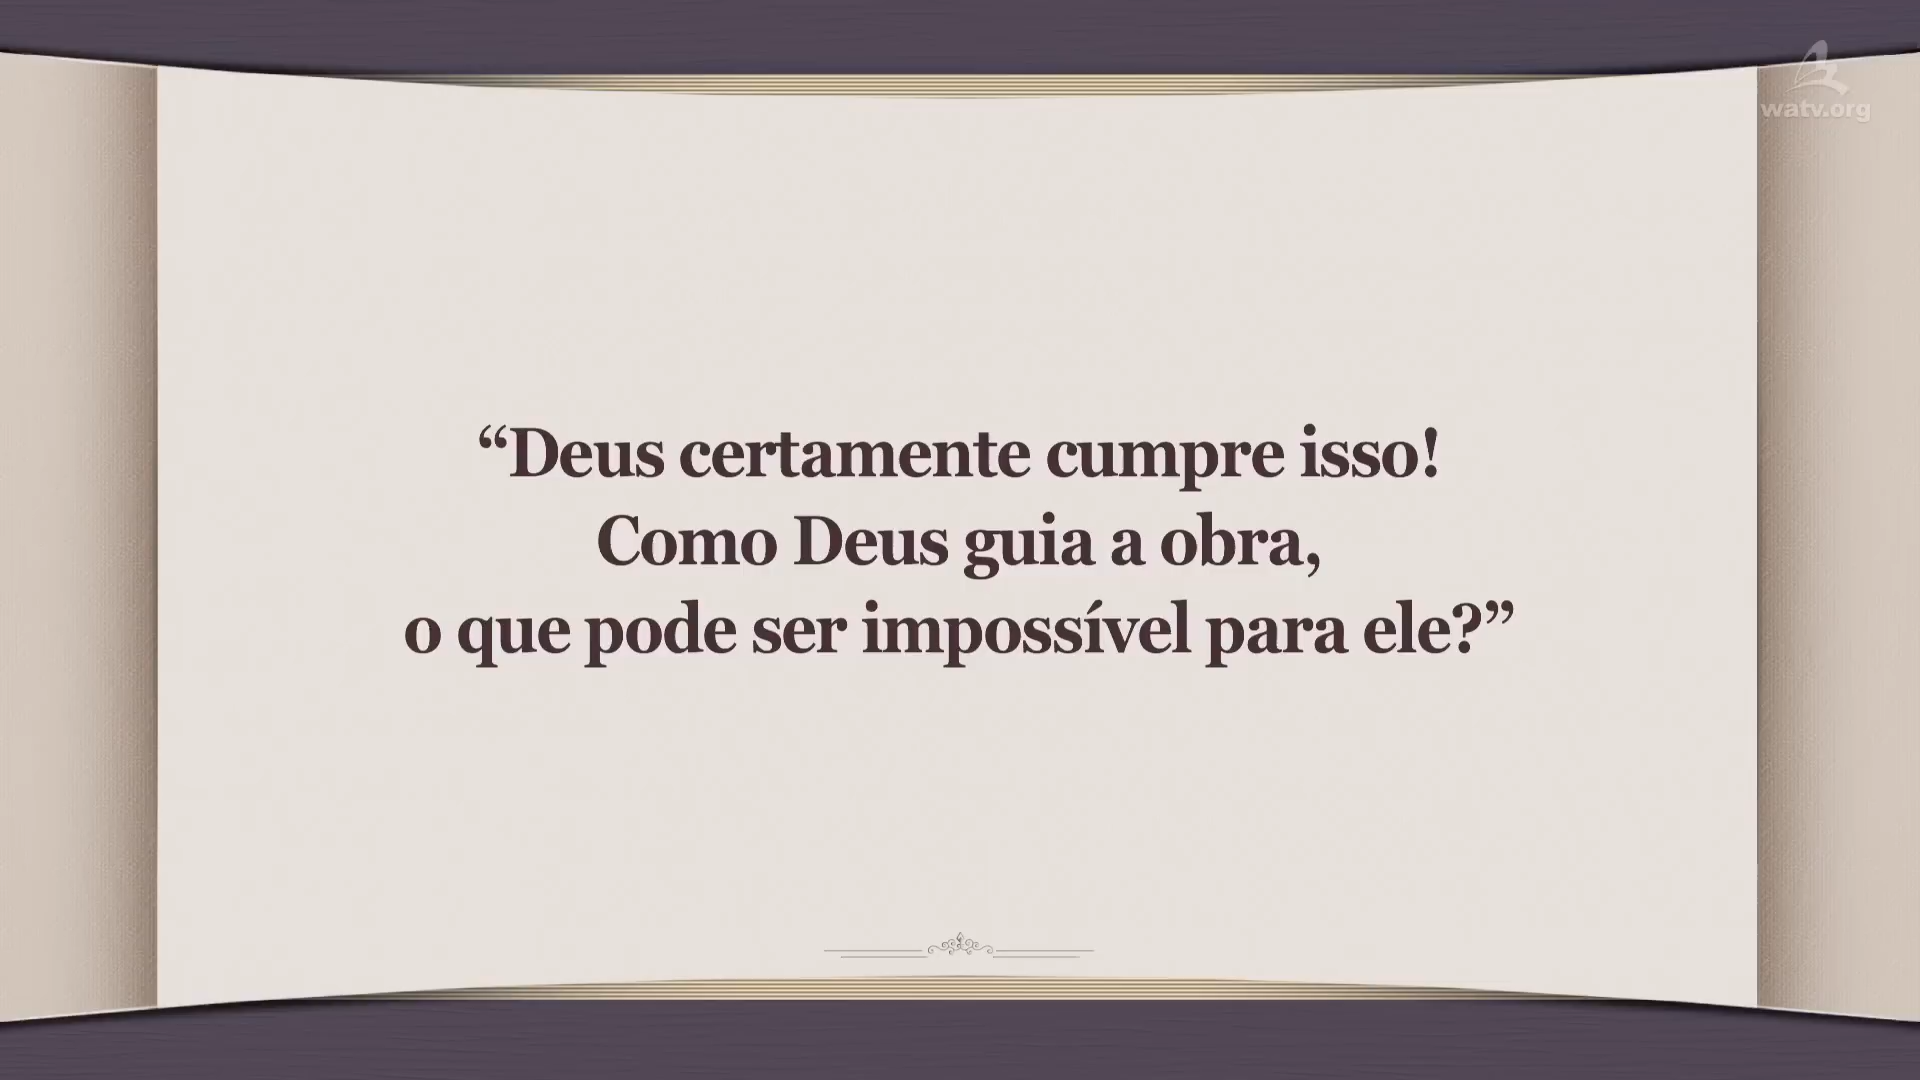 watv.org
“Deus certamente cumpre isso!
Como Deus guia a obra,
o que pode ser impossível para ele?”